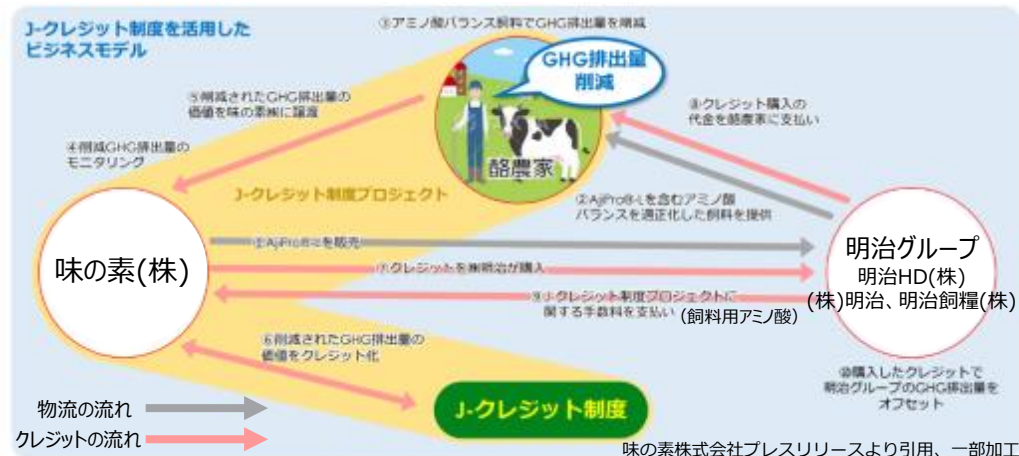 J-クレジット制度を活用した
ビジネスモデル
③アミノ酸バランス飼料でGHG排出量を削減
GHG排出量
削減
⑤削減されたGHG排出量の
価値を味の素㈱に譲渡
⑧クレジット購入の
代金を酪農家に支払い
④削減GHG排出量の
モニタリング
酪農家
J-クレジット制度プロジェクト
②AjiPro®-Lを含むアミノ酸
バランスを適正化した飼料を提供
①AjiPro®-Lを販売
味の素(株)
⑦クレジットを㈱明治が購入
明治グループ
明治HD(株)
(株)明治、明治飼糧(株)
⑨J-クレジット制度プロジェクトに
関する手数料を支払い
(飼料用アミノ酸)
⑥削減されたGHG排出量の
価値をクレジット化
⑩購入したクレジットで
明治グループのGHG排出量を
オフセット
J-クレジット制度
物流の流れ
クレジットの流れ
味の素株式会社プレスリリースより引用、一部加工